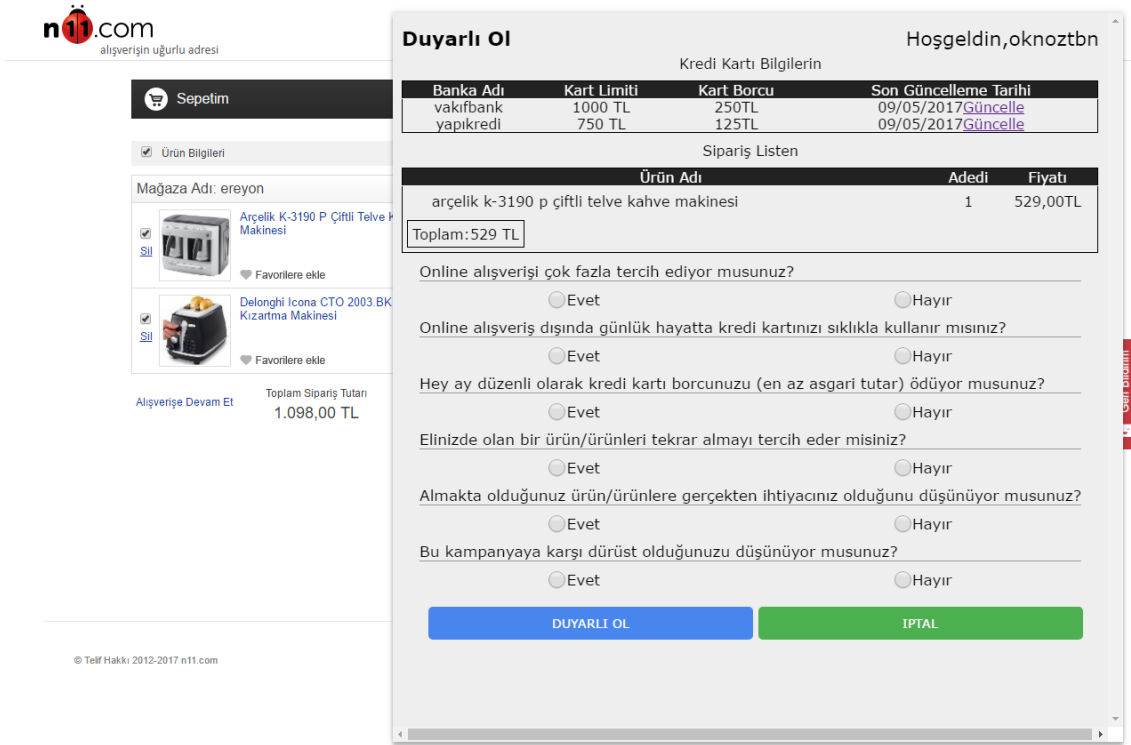 n11.com
alışverişin uğurlu adresi
Sepetim
Ürün Bilgileri
Mağaza Adı: ereyon
Arçelik K-3190 P Çiftli Telve K
Makinesi
Sil
Favorilere ekle
Delonghi Icona CTO 2003.BK
Kızartma Makinesi
Sil
Favorilere ekle
Alışverişe Devam Et
Toplam Sipariş Tutarı
1.098,00 TL
© Telif Hakkı 2012-2017 n11.com
Duyarlı Ol
Hoşgeldin,oknoztbn
Kredi Kartı Bilgilerin
Banka Adı Kart Limiti Kart Borcu Son Güncelleme Tarihi
vakıfbank 1000 TL 250TL 09/05/2017Güncelle
yapıkredi 750 TL 125TL 09/05/2017Güncelle
Sipariş Listen
Ürün Adı Adedi Fiyatı
arçelik k-3190 p çiftli telve kahve makinesi 1 529,00TL
Toplam:529 TL
Online alışverişi çok fazla tercih ediyor musunuz?
Evet Hayır
Online alışveriş dışında günlük hayatta kredi kartınızı sıklıkla kullanır mısınız?
Evet Hayır
Hey ay düzenli olarak kredi kartı borcunuzu (en az asgari tutar) ödüyor musunuz?
Evet Hayır
Elinizde olan bir ürün/ürünleri tekrar almayı tercih eder misiniz?
Evet Hayır
Almakta olduğunuz ürün/ürünlere gerçekten ihtiyacınız olduğunu düşünüyor musunuz?
Evet Hayır
Bu kampanyaya karşı dürüst olduğunuzu düşünüyor musunuz?
Evet Hayır
DUYARLI OL IPTAL
Geri Bildirim